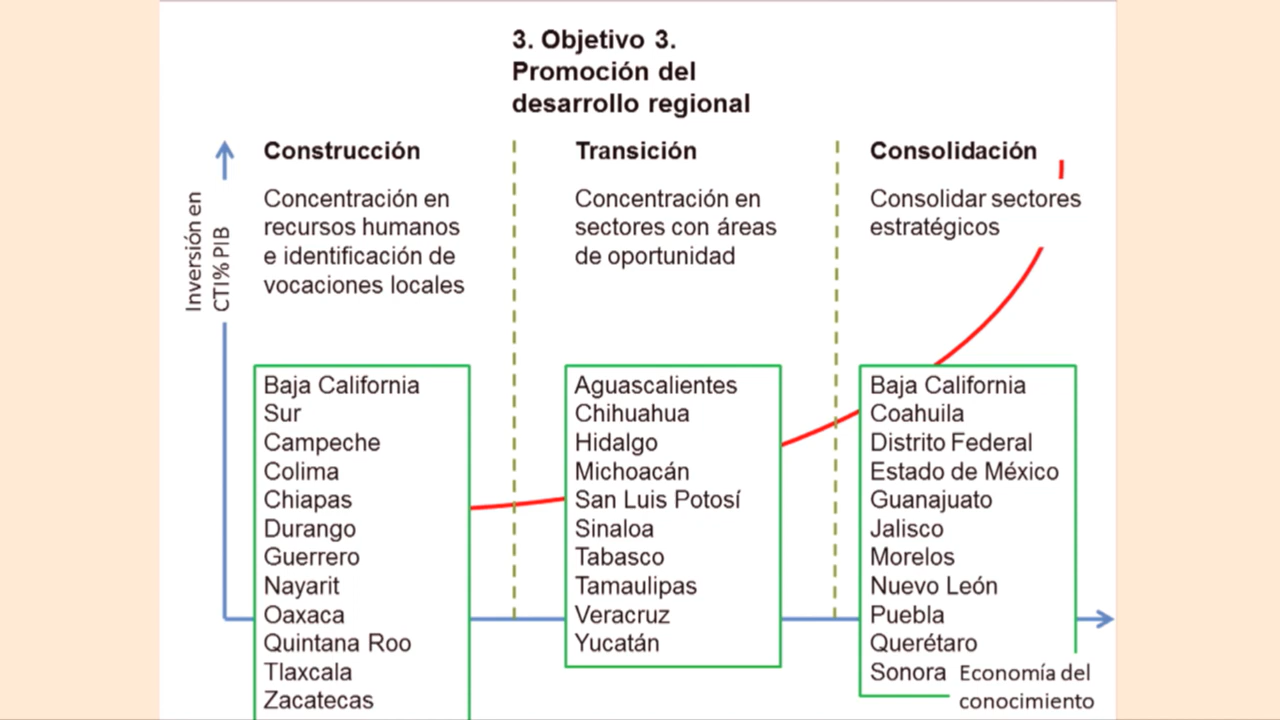 3. Objetivo 3.
Promoción del
desarrollo regional
Inversión en
CTI% PIB
Construcción
Concentración en
recursos humanos
e identificación de
vocaciones locales
Baja California
Sur
Campeche
Colima
Chiapas
Durango
Guerrero
Nayarit
Oaxaca
Quintana Roo
Tlaxcala
Zacatecas
Transición
Concentración en
sectores con áreas
de oportunidad
Aguascalientes
Chihuahua
Hidalgo
Michoacán
San Luis Potosí
Sinaloa
Tabasco
Tamaulipas
Veracruz
Yucatán
Consolidación
Consolidar sectores
estratégicos
Baja California
Coahuila
Distrito Federal
Estado de México
Guanajuato
Jalisco
Morelos
Nuevo León
Puebla
Querétaro
Sonora
Economía del
conocimiento